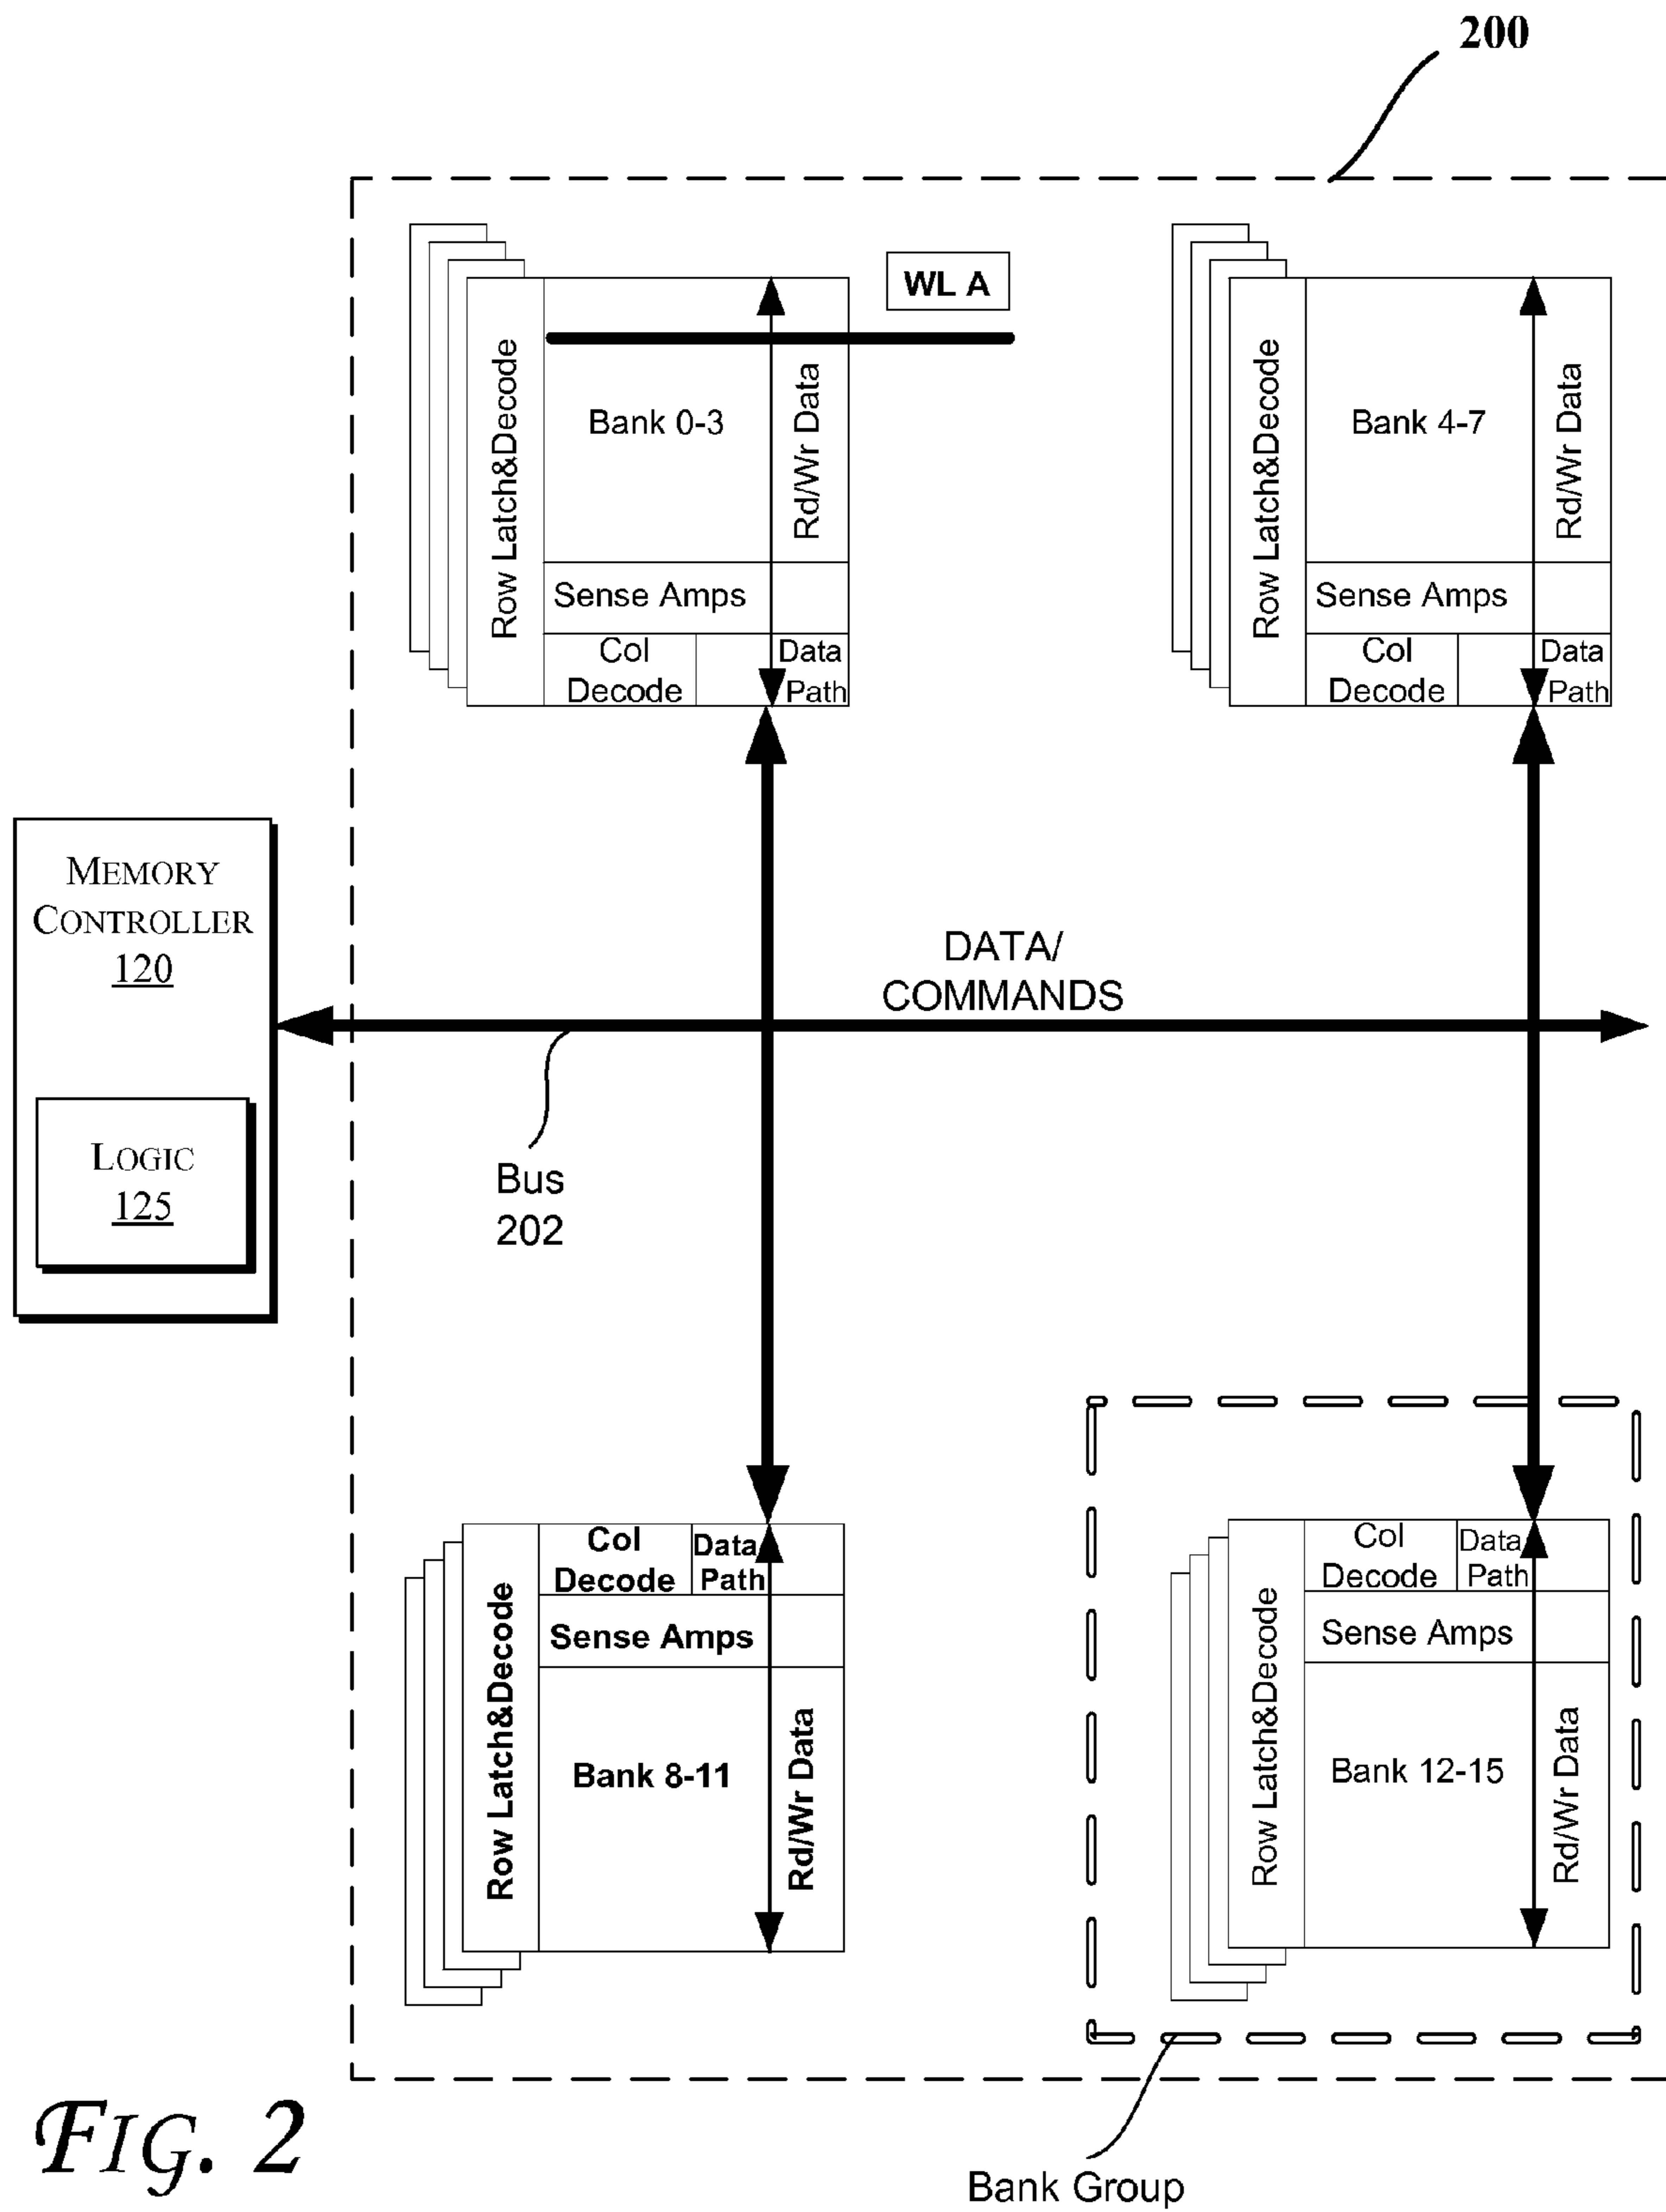 200
WL A
Row Latch&Decode
Bank 0-3
Rd/Wr Data
Sense Amps
Col
Decode
Data
Path
Row Latch&Decode
Bank 4-7
Rd/Wr Data
Sense Amps
Col
Decode
Data
Path
MEMORY
CONTROLLER
120
LOGIC
125
DATA/
COMMANDS
Bus
202
Row Latch&Decode
Col
Decode
Data
Path
Sense Amps
Bank 8-11
Rd/Wr Data
Row Latch&Decode
Col
Decode
Data
Path
Sense Amps
Bank 12-15
Rd/Wr Data
Bank Group
FIG. 2